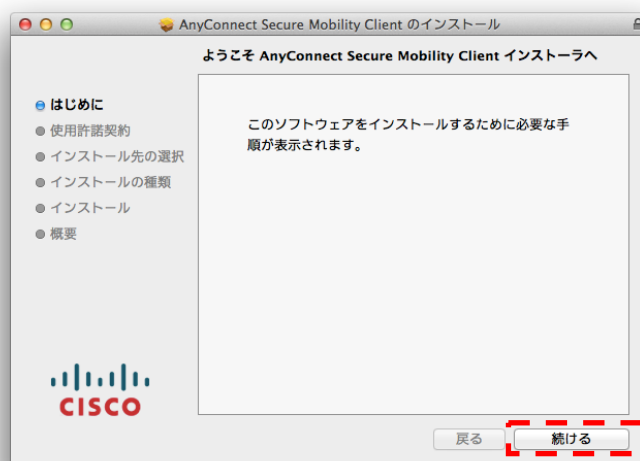 AnyConnect Secure Mobility Client のインストール
ようこそ AnyConnect Secure Mobility Client インストーラへ
はじめに
使用許諾契約
インストール先の選択
インストールの種類
インストール
概要
このソフトウェアをインストールするために必要な手
順が表示されます。
CISCO
戻る
続ける